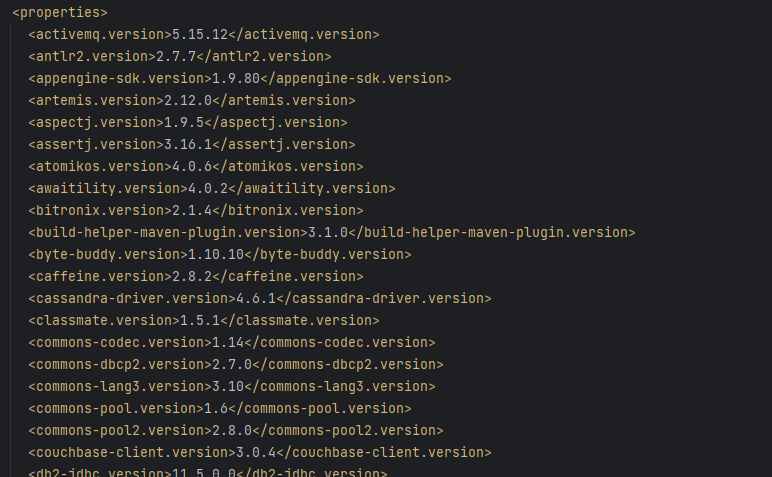 <properties>
<activemq.version>5.15.12</activemq.version>
<antlr2.version>2.7.7</antlr2.version>
<appengine-sdk.version>1.9.80</appengine-sdk.version>
<artemis.version>2.12.0</artemis.version>
<aspectj.version>1.9.5</aspectj.version>
<assertj.version>3.16.1</assertj.version>
<atomikos.version>4.0.6</atomikos.version>
<awaitility.version>4.0.2</awaitility.version>
<bitronix.version>2.1.4</bitronix.version>
<build-helper-maven-plugin.version>3.1.0</build-helper-maven-plugin.version>
<byte-buddy.version>1.10.10</byte-buddy.version>
<caffeine.version>2.8.2</caffeine.version>
<cassandra-driver.version>4.6.1</cassandra-driver.version>
<classmate.version>1.5.1</classmate.version>
<commons-codec.version>1.14</commons-codec.version>
<commons-dbcp2.version>2.7.0</commons-dbcp2.version>
<commons-lang3.version>3.10</commons-lang3.version>
<commons-pool.version>1.6</commons-pool.version>
<commons-pool2.version>2.8.0</commons-pool2.version>
<couchbase-client.version>3.0.4</couchbase-client.version>
<db2-jdbc.version>11.5.0.0</db2-jdbc.version>